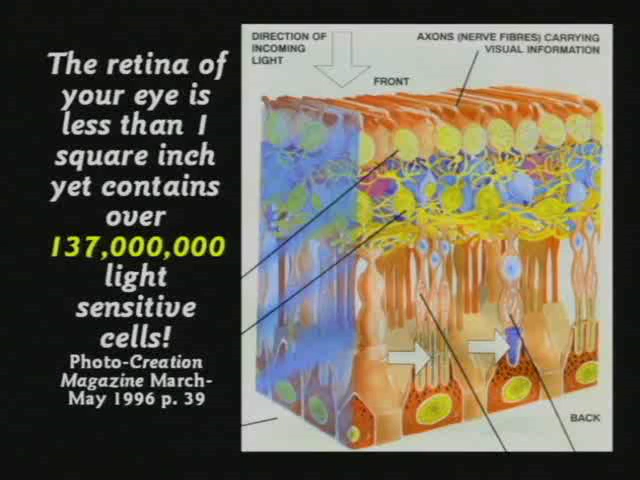 The retina of
your eye is
less than 1
square inch
yet contains
over
137,000,000
light
sensitive
cells!
Photo-Creation
Magazine March-
May 1996 p. 39
DIRECTION OF
INCOMING
LIGHT
FRONT
AXONS (NERVE FIBRES) CARRYING
VISUAL INFORMATION
BACK